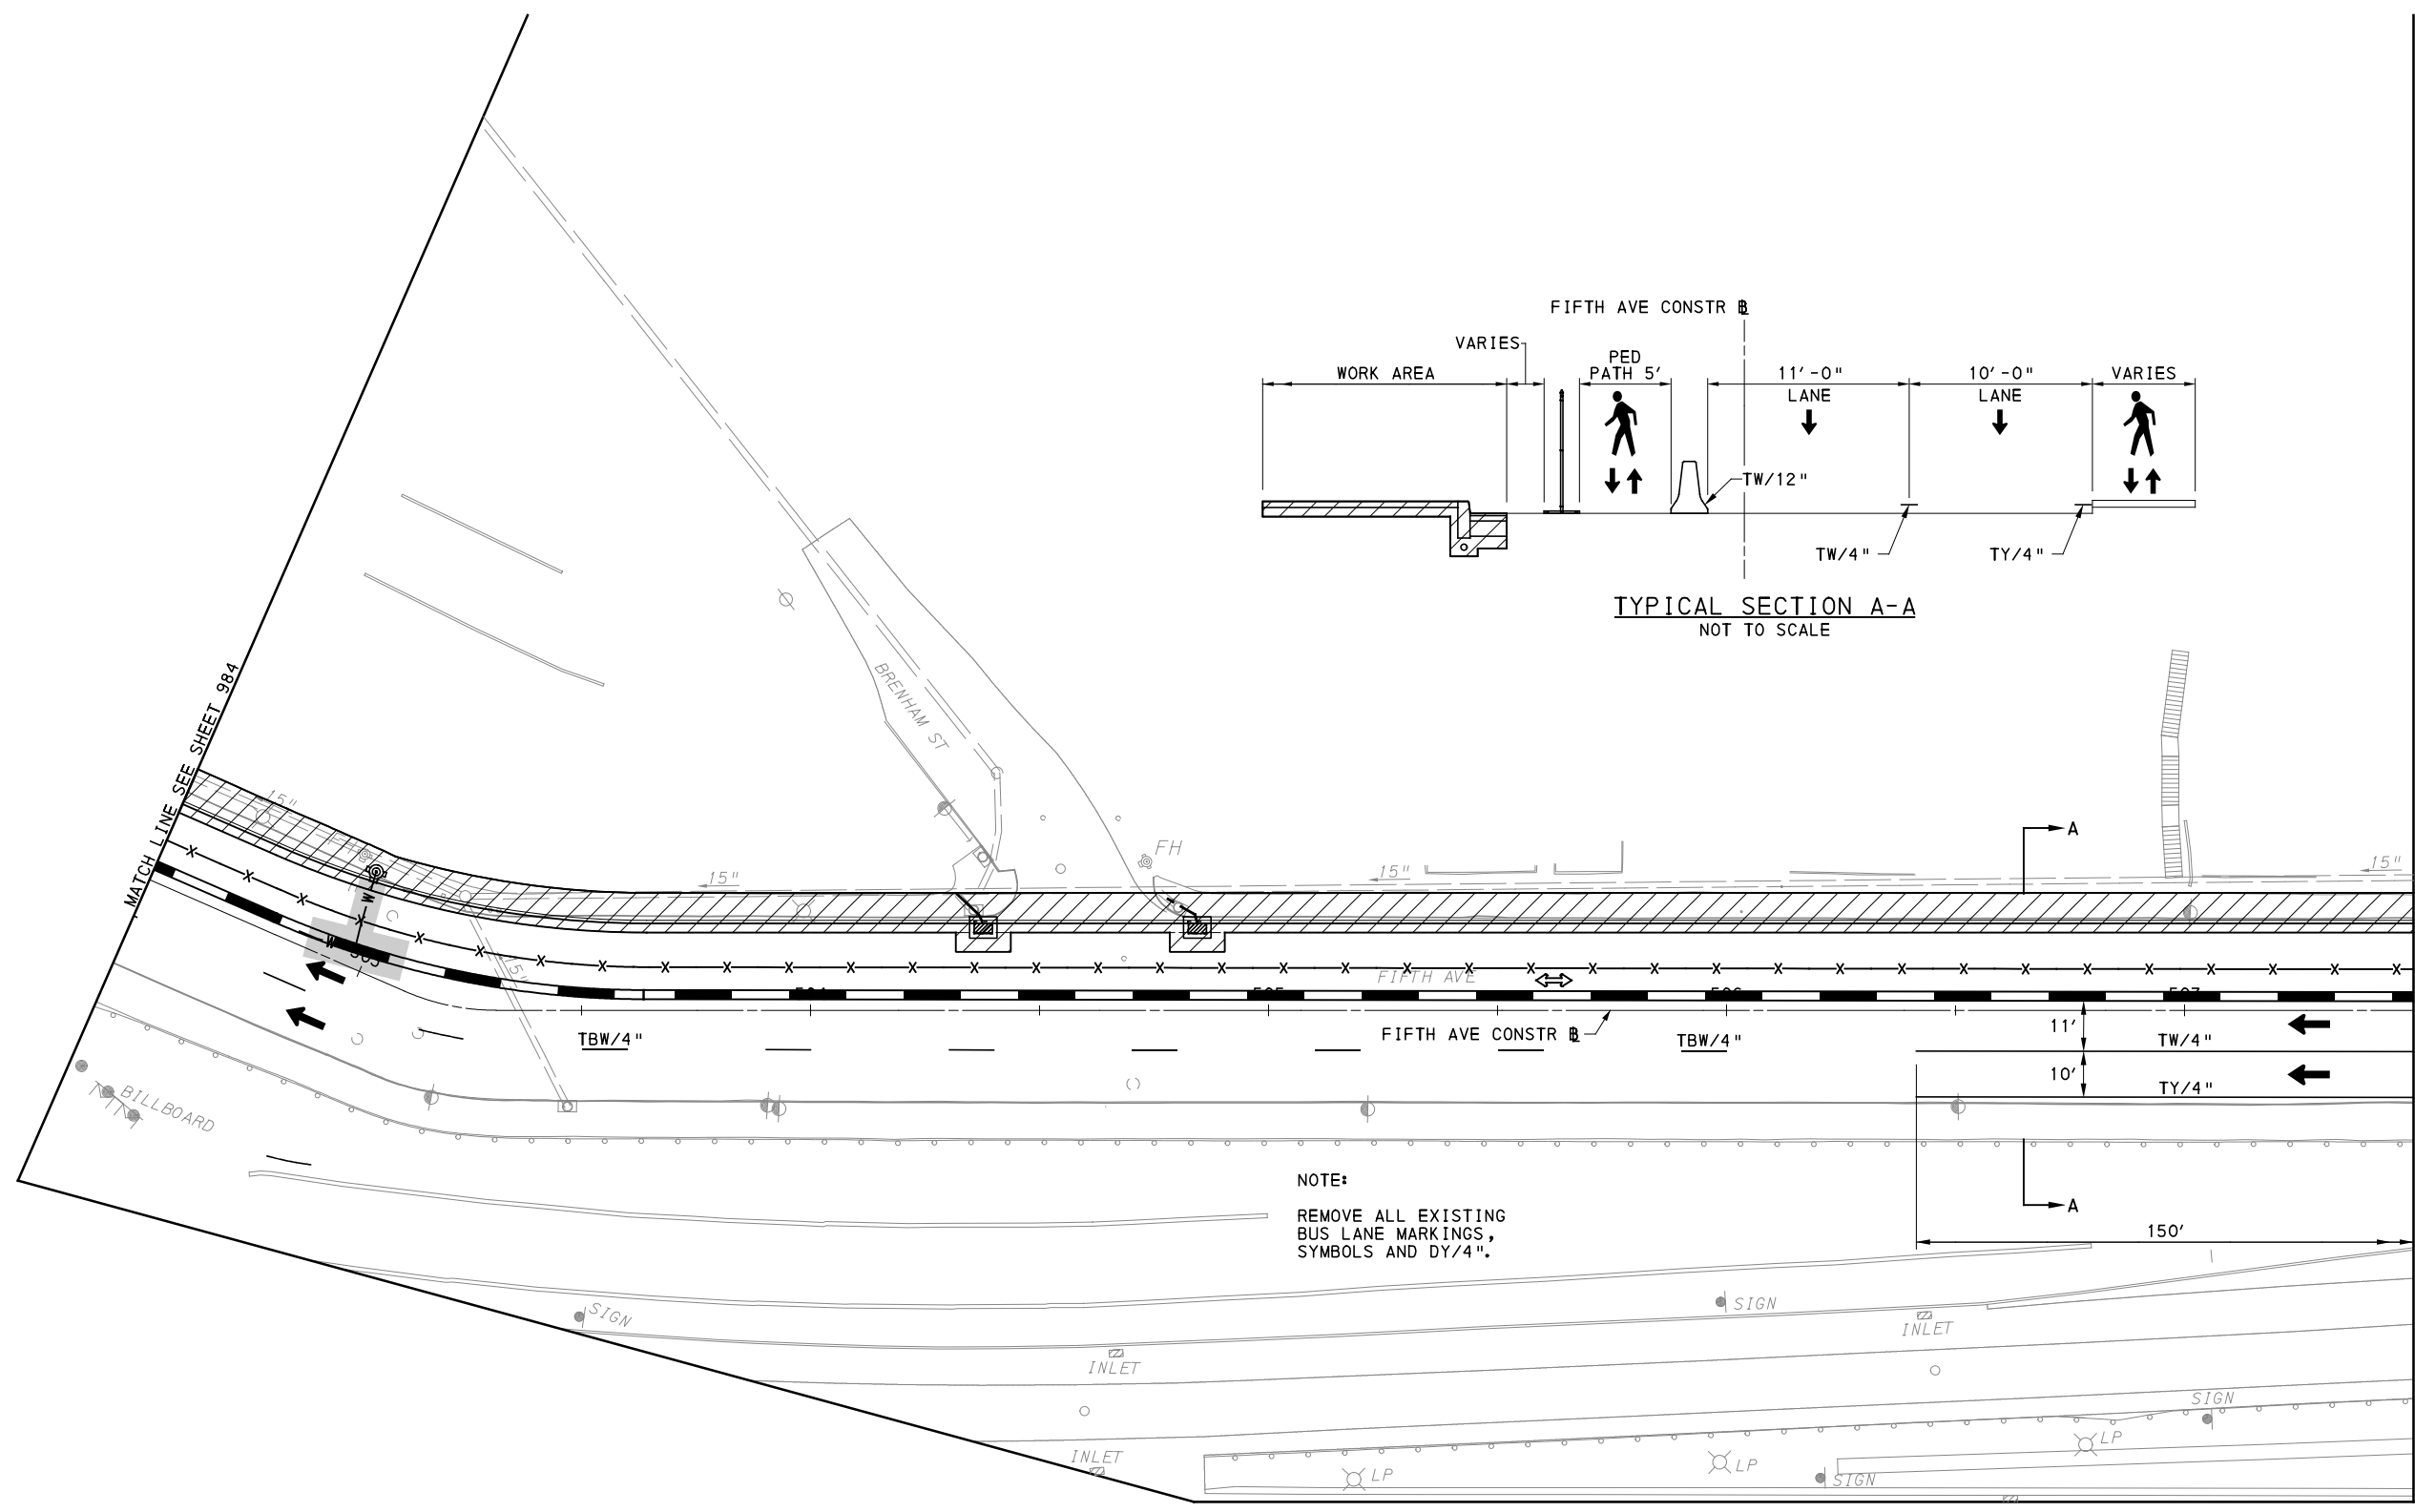 FIFTH AVE CONSTR ⅊
VARIES
WORK AREA
PED
PATH 5'
11'-0"
LANE
10'-0"
LANE
VARIES
TW/12"
TW/4"
TY/4"
TYPICAL SECTION A-A
NOT TO SCALE
MATCH LINE SEE SHEET 984
BRENHAM ST
15"
FH
15"
15"
15"
A
W
W
15"
FIFTH AVE
FIFTH AVE CONSTR
TBW/4"
TBW/4"
11'
TW/4"
10'
TY/4"
BILLBOARD
NOTE:
REMOVE ALL EXISTING
BUS LANE MARKINGS,
SYMBOLS AND DY/4".
A
150'
SIGN
SIGN
INLET
INLET
SIGN
INLET
LP
LP
LP
SIGN